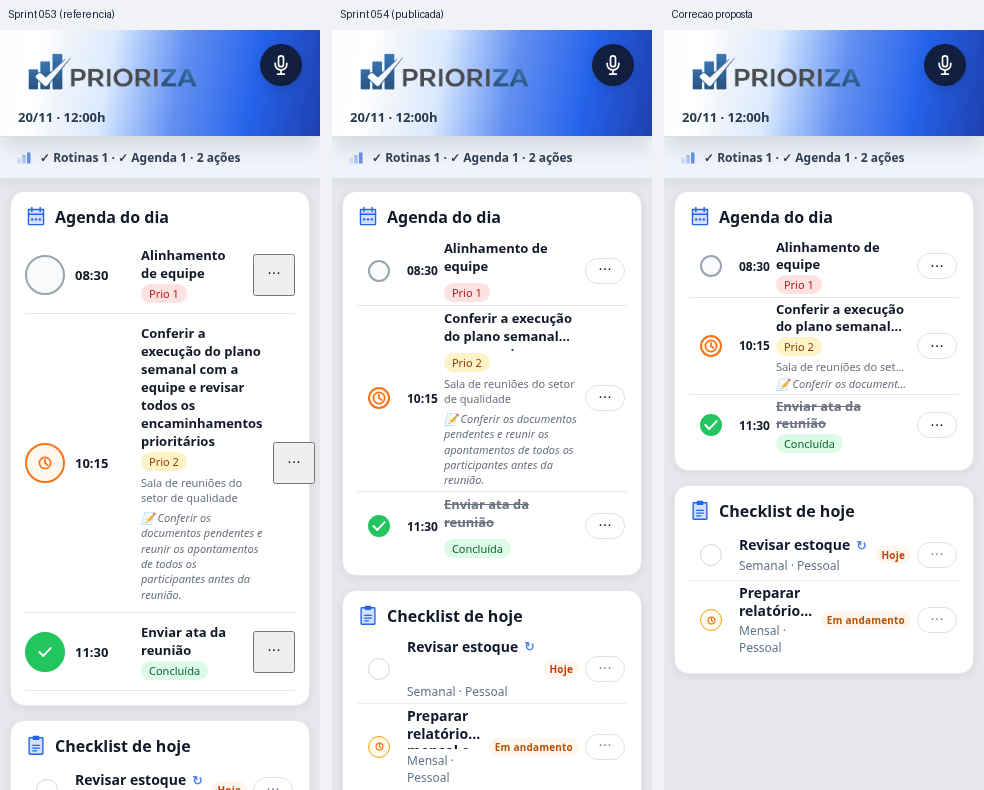 Sprint 053 (referencia)
PRIORIZA
20/11 · 12:00h
✓ Rotinas 1 · ✓ Agenda 1 · 2 ações
Agenda do dia
08:30
Alinhamento
de equipe
Prio 1
...
Conferir a
execução do plano
semanal com a
equipe e revisar
todos os
encaminhamentos
prioritários
10:15
Prio 2
...
Sala de reuniões do
setor de qualidade
📝 Conferir os
documentos pendentes e
reunir os apontamentos
de todos os
participantes antes da
reunião.
11:30
Enviar ata da
reunião
Concluída
...
Checklist de hoje
Revisar estoque ↻
Hoje
...
Sprint 054 (publicada)
PRIORIZA
20/11 · 12:00h
✓ Rotinas 1 · ✓ Agenda 1 · 2 ações
Agenda do dia
08:30
Alinhamento de
equipe
Prio 1
...
Conferir a execução
do plano semanal...
Prio 2
10:15
Sala de reuniões do setor
de qualidade
...
📝 Conferir os documentos
pendentes e reunir os
apontamentos de todos os
participantes antes da
reunião.
11:30
Enviar ata da
reunião
Concluída
...
Checklist de hoje
Revisar estoque ↻
Hoje
...
Semanal · Pessoal
Preparar
relatório...
Em andamento
...
Mensal ·
Pessoal
Correcao proposta
PRIORIZA
20/11 · 12:00h
✓ Rotinas 1 · ✓ Agenda 1 · 2 ações
Agenda do dia
08:30
Alinhamento de
equipe
Prio 1
...
Conferir a execução
do plano semanal...
10:15
Prio 2
...
Sala de reuniões do set...
📝 Conferir os document...
11:30
Enviar ata da
reunião
Concluída
...
Checklist de hoje
Revisar estoque ↻
Hoje
...
Semanal · Pessoal
Preparar
relatório...
Em andamento
...
Mensal ·
Pessoal